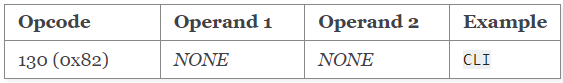 Opcode Operand 1 Operand 2 Example
130 (0x82) NONE NONE CLI